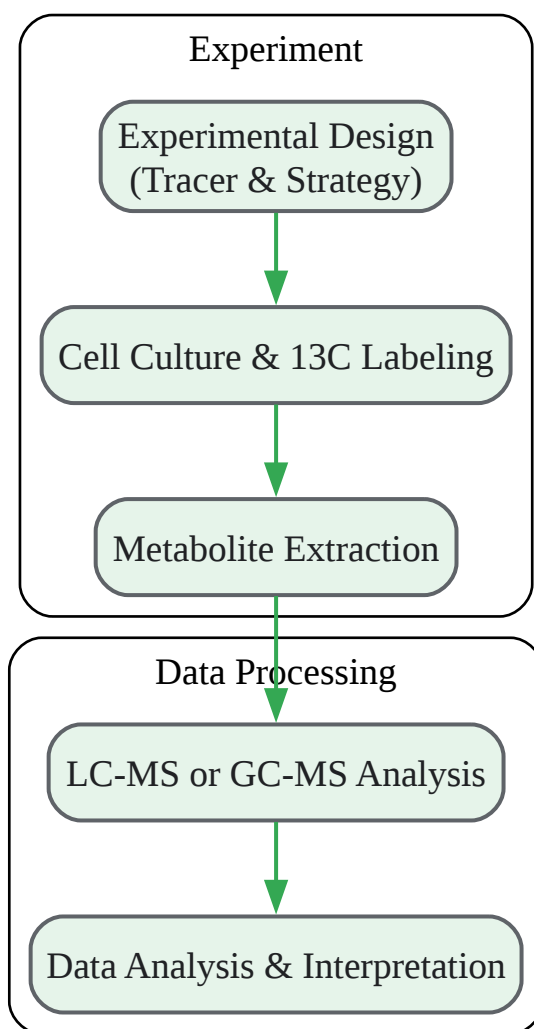 Experiment
Experimental Design
(Tracer & Strategy)
Cell Culture & 13C Labeling
Metabolite Extraction
Data Processing
LC-MS or GC-MS Analysis
Data Analysis & Interpretation